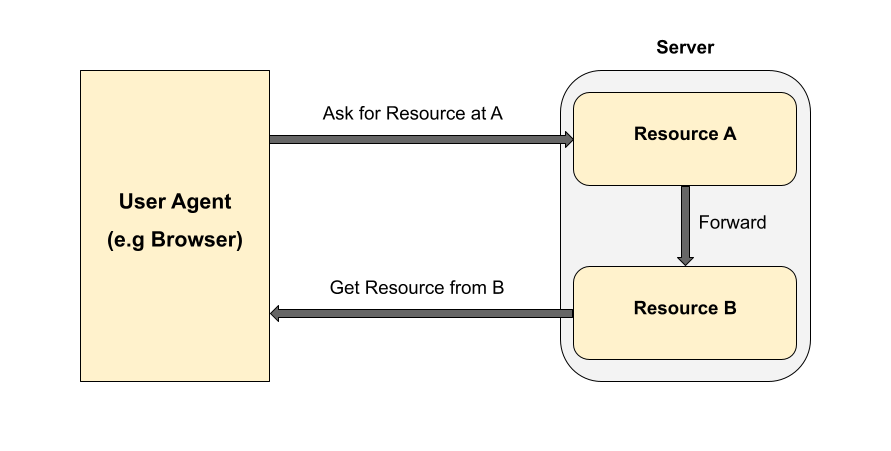 Server
Ask for Resource at A
Resource A
User Agent
(e.g Browser)
Forward
Get Resource from B
Resource B